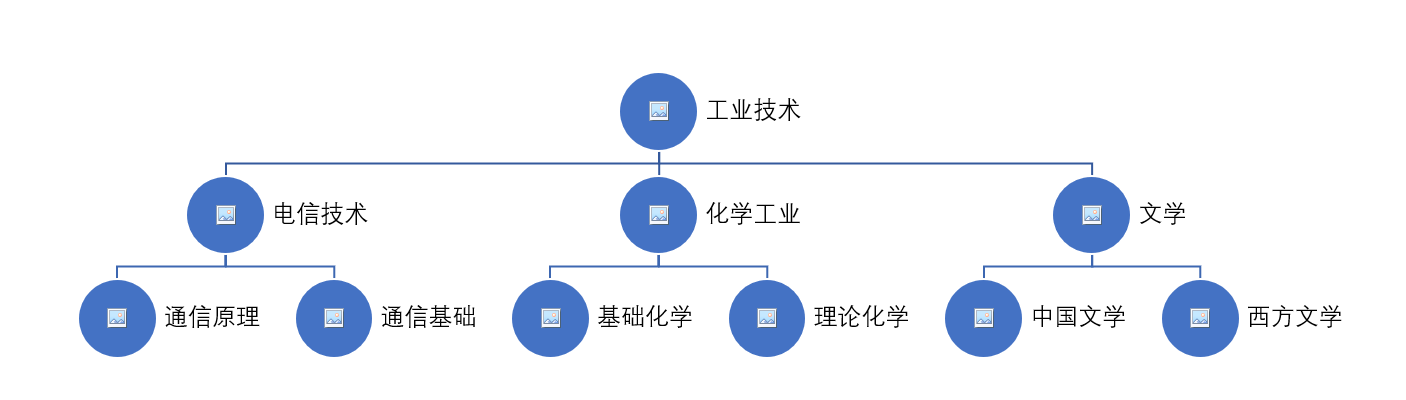 工业技术
电信技术
化学工业
文学
通信原理
通信基础
基础化学
理论化学
中国文学
西方文学